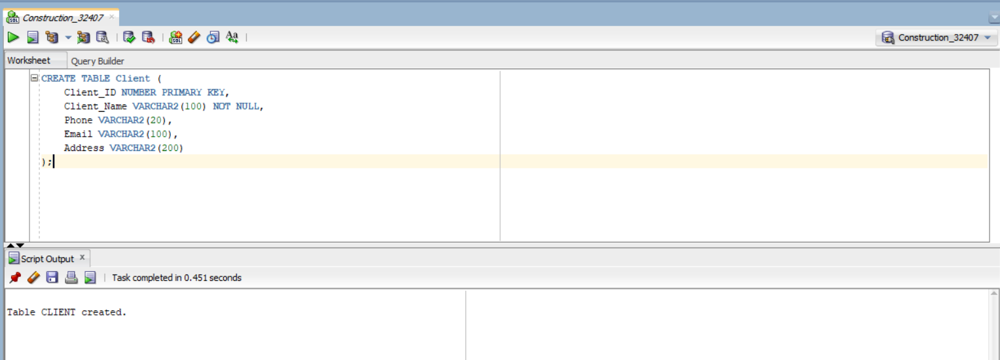 Construction_32407
Construction_32407
Worksheet Query Builder
CREATE TABLE Client (
Client_ID NUMBER PRIMARY KEY,
Client_Name VARCHAR2(100) NOT NULL,
Phone VARCHAR2(20),
Email VARCHAR2(100),
Address VARCHAR2(200)
);
Script Output
Task completed in 0.451 seconds
Table CLIENT created.